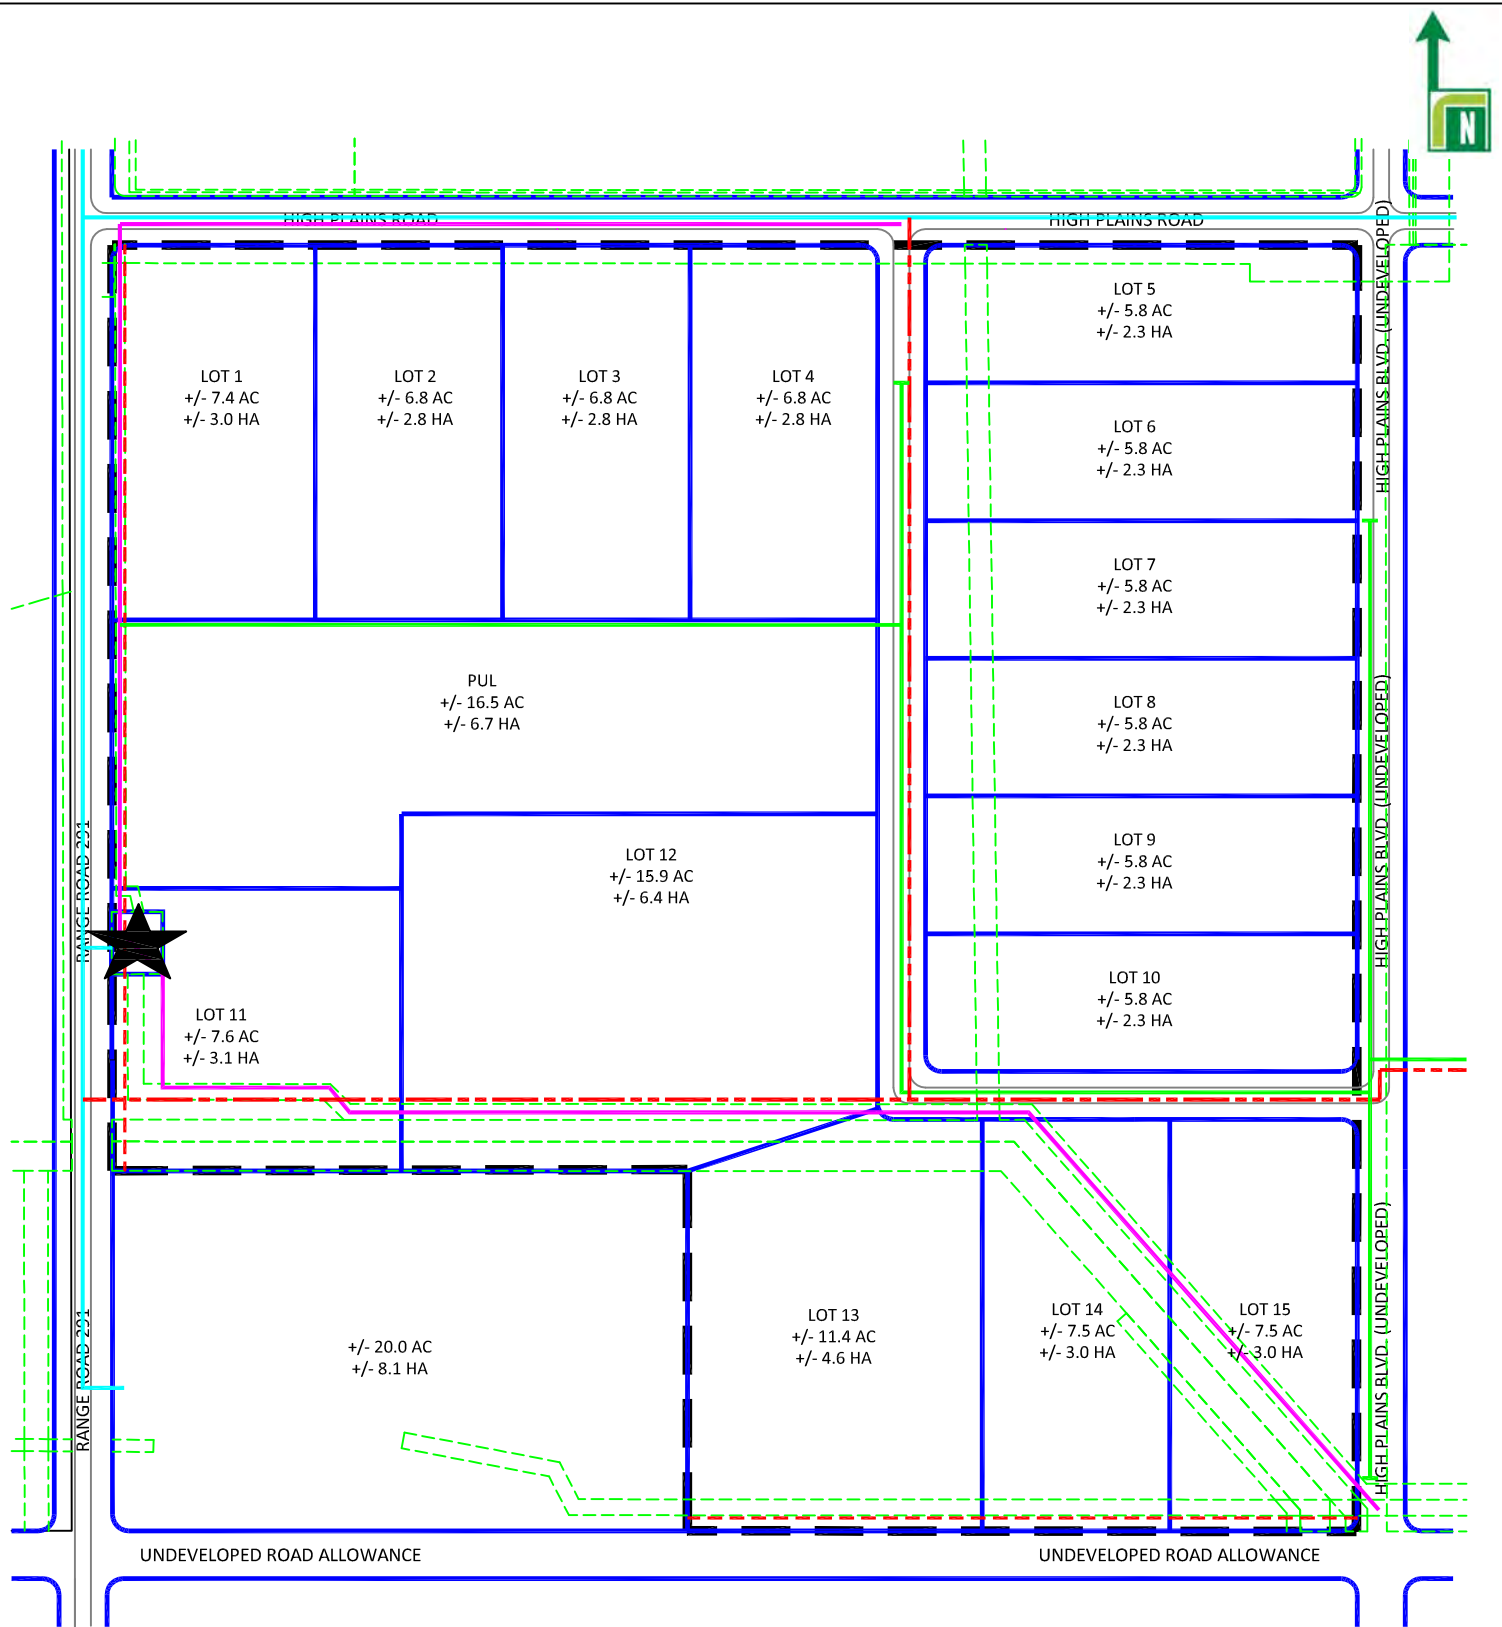 N
HIGH PLAINS ROAD
HIGH PLAINS ROAD
HIGH PLAINS BLVD. (UNDEVELOPED)
LOT 5
+/- 5.8 AC
+/- 2.3 HA
LOT 1
+/- 7.4 AC
+/- 3.0 HA
LOT 2
+/- 6.8 AC
+/- 2.8 HA
LOT 3
+/- 6.8 AC
+/- 2.8 HA
LOT 4
+/- 6.8 AC
+/- 2.8 HA
LOT 6
+/- 5.8 AC
+/- 2.3 HA
LOT 7
+/- 5.8 AC
+/- 2.3 HA
PUL
+/- 16.5 AC
+/- 6.7 HA
LOT 8
+/- 5.8 AC
+/- 2.3 HA
HIGH PLAINS BLVD. (UNDEVELOPED)
RANGE ROAD 291
LOT 12
+/- 15.9 AC
+/- 6.4 HA
LOT 9
+/- 5.8 AC
+/- 2.3 HA
LOT 10
+/- 5.8 AC
+/- 2.3 HA
LOT 11
+/- 7.6 AC
+/- 3.1 HA
RANGE ROAD 291
+/- 20.0 AC
+/- 8.1 HA
LOT 13
+/- 11.4 AC
+/- 4.6 HA
LOT 14
+/- 7.5 AC
+/- 3.0 HA
LOT 15
+/- 7.5 AC
+/- 3.0 HA
HIGH PLAINS BLVD. (UNDEVELOPED)
UNDEVELOPED ROAD ALLOWANCE
UNDEVELOPED ROAD ALLOWANCE